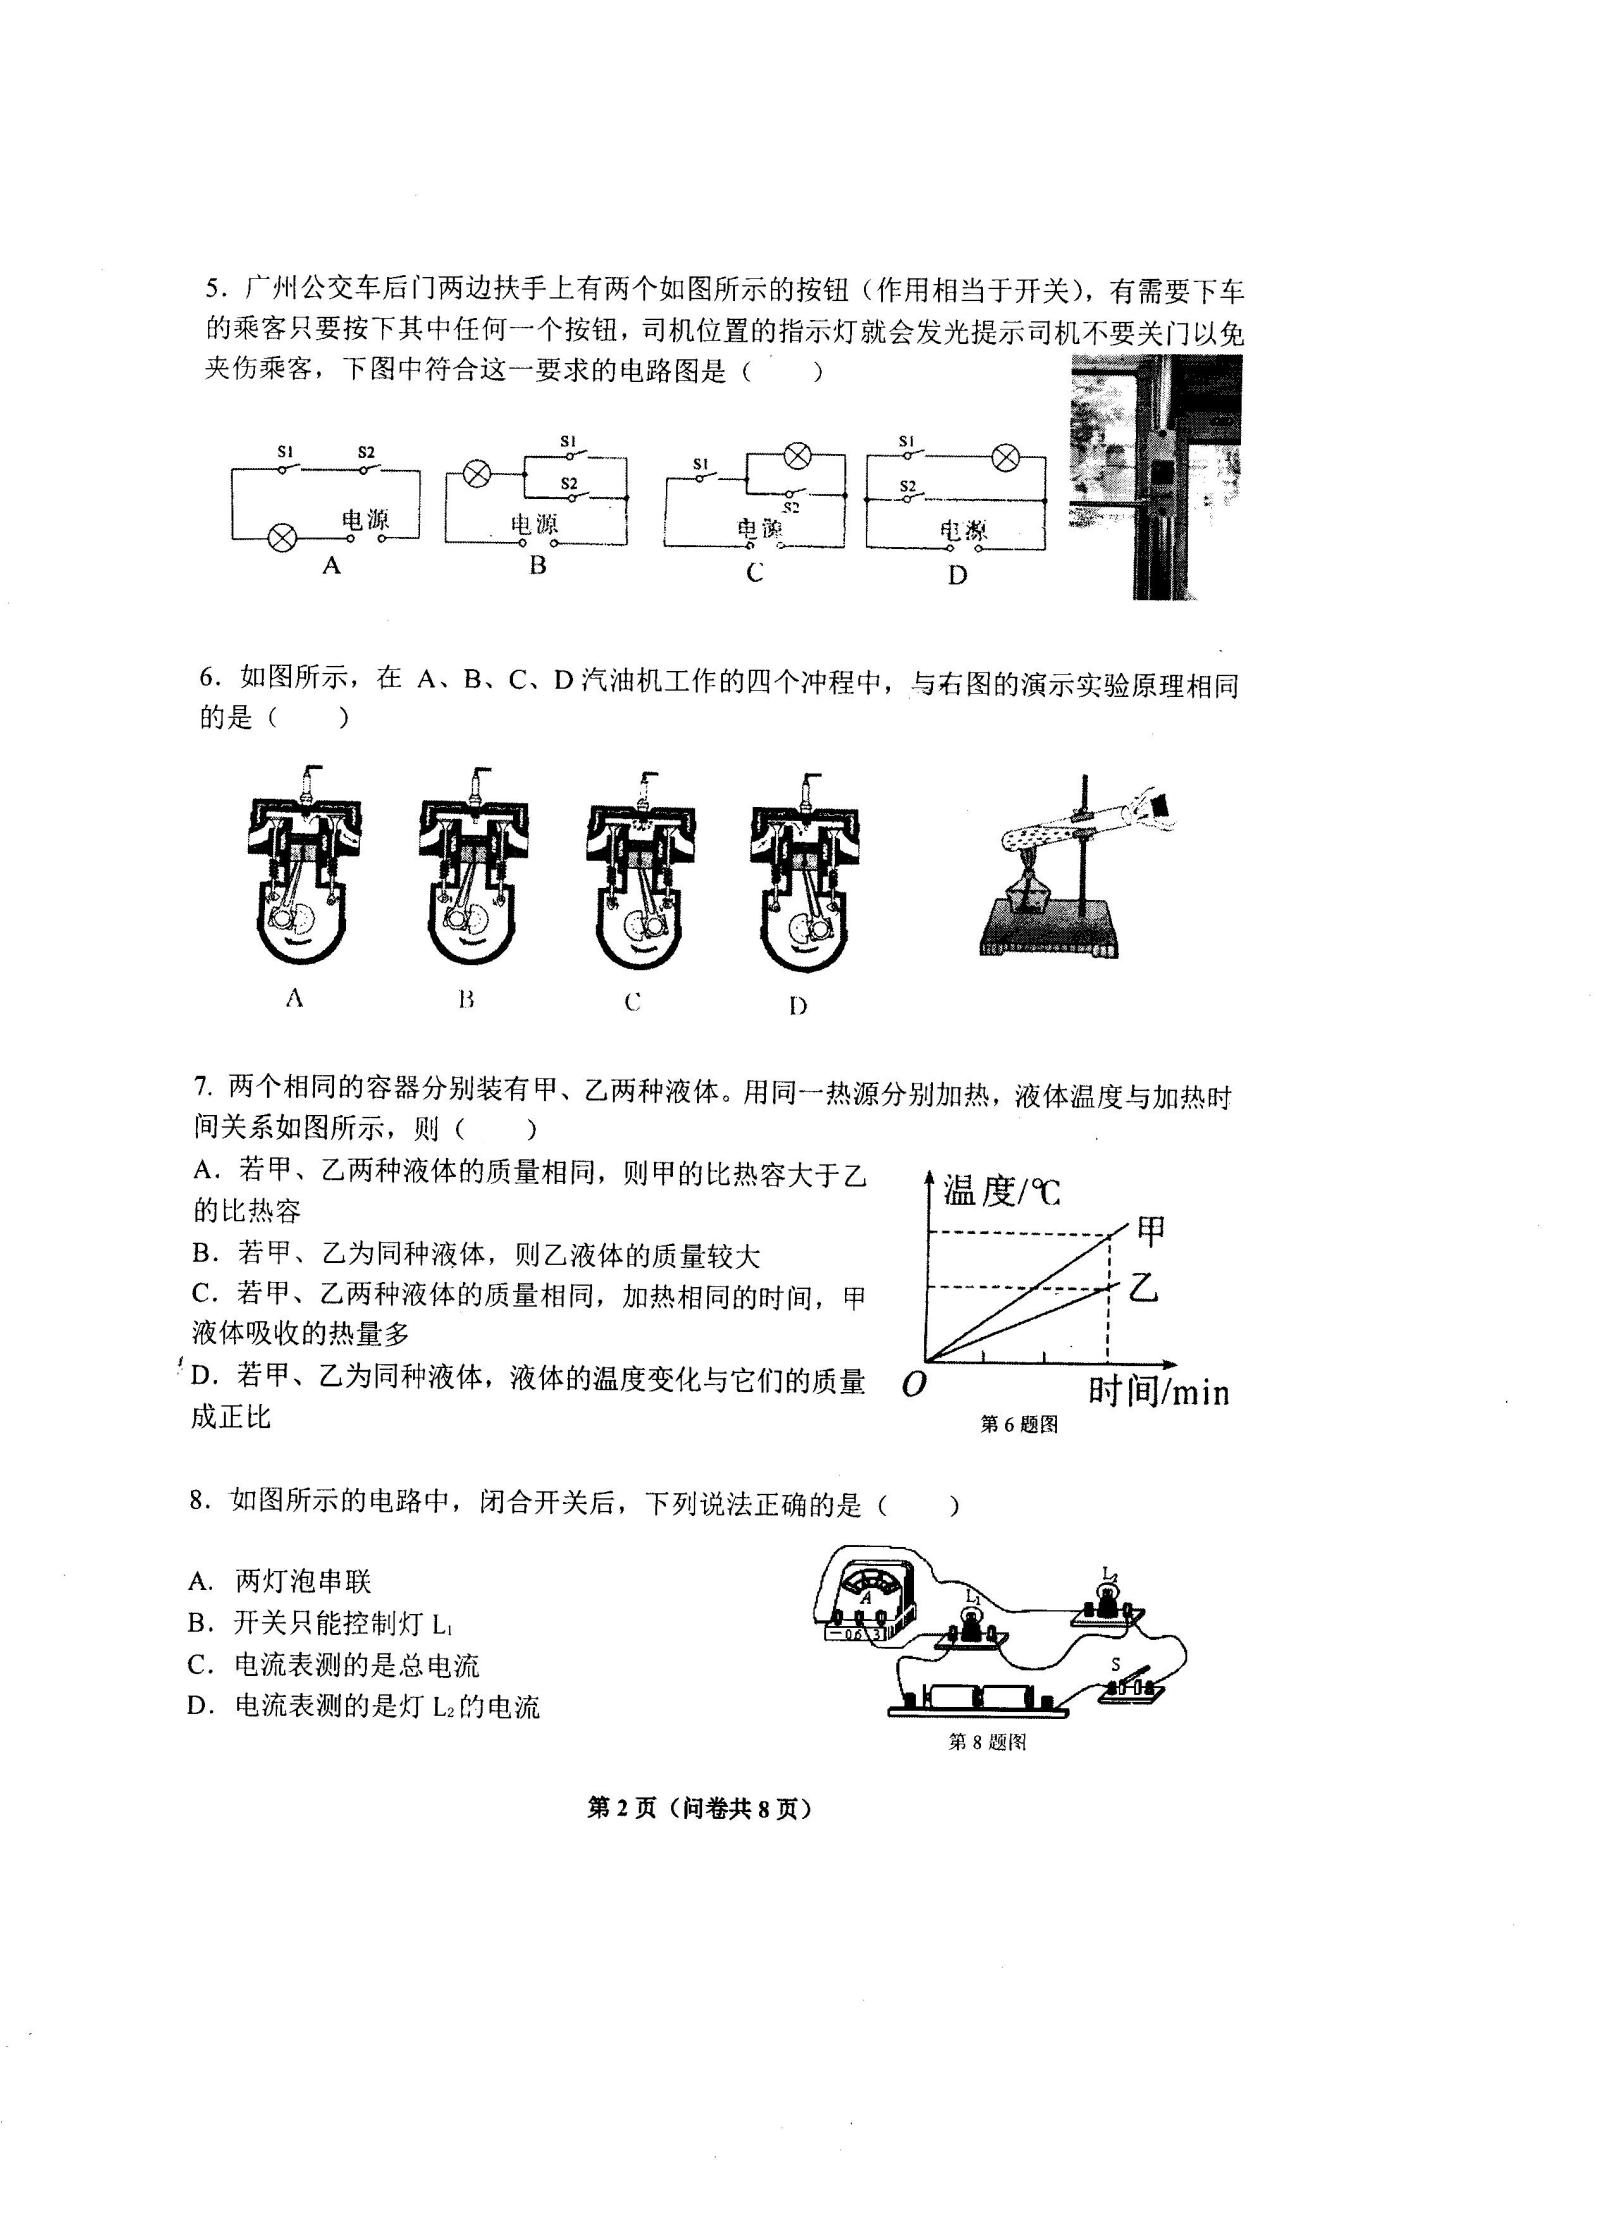 5. 广州公交车后门两边扶手上有两个如图所示的按钮（作用相当于开关），有需要下车
的乘客只要按下其中任何一个按钮，司机位置的指示灯就会发光提示司机不要关门以免
夹伤乘客，下图中符合这一要求的电路图是（　　）
S1 S2 电源 A
S1 S2 电源 B
S1 S2 电源 C
S1 S2 电源 D
6. 如图所示，在 A、B、C、D 汽油机工作的四个冲程中，与右图的演示实验原理相同
的是（　　）
A B C D
7. 两个相同的容器分别装有甲、乙两种液体。用同一热源分别加热，液体温度与加热时
间关系如图所示，则（　　）
A. 若甲、乙两种液体的质量相同，则甲的比热容大于乙
的比热容
B. 若甲、乙为同种液体，则乙液体的质量较大
C. 若甲、乙两种液体的质量相同，加热相同的时间，甲
液体吸收的热量多
D. 若甲、乙为同种液体，液体的温度变化与它们的质量
成正比
温度/℃
甲
乙
O
时间/min
第 6 题图
8. 如图所示的电路中，闭合开关后，下列说法正确的是（　　）
A. 两灯泡串联
B. 开关只能控制灯 L₁
C. 电流表测的是总电流
D. 电流表测的是灯 L₂的电流
L₂
L₁
A
－ 0.6 3
S
第 8 题图
第 2 页（问卷共 8 页）